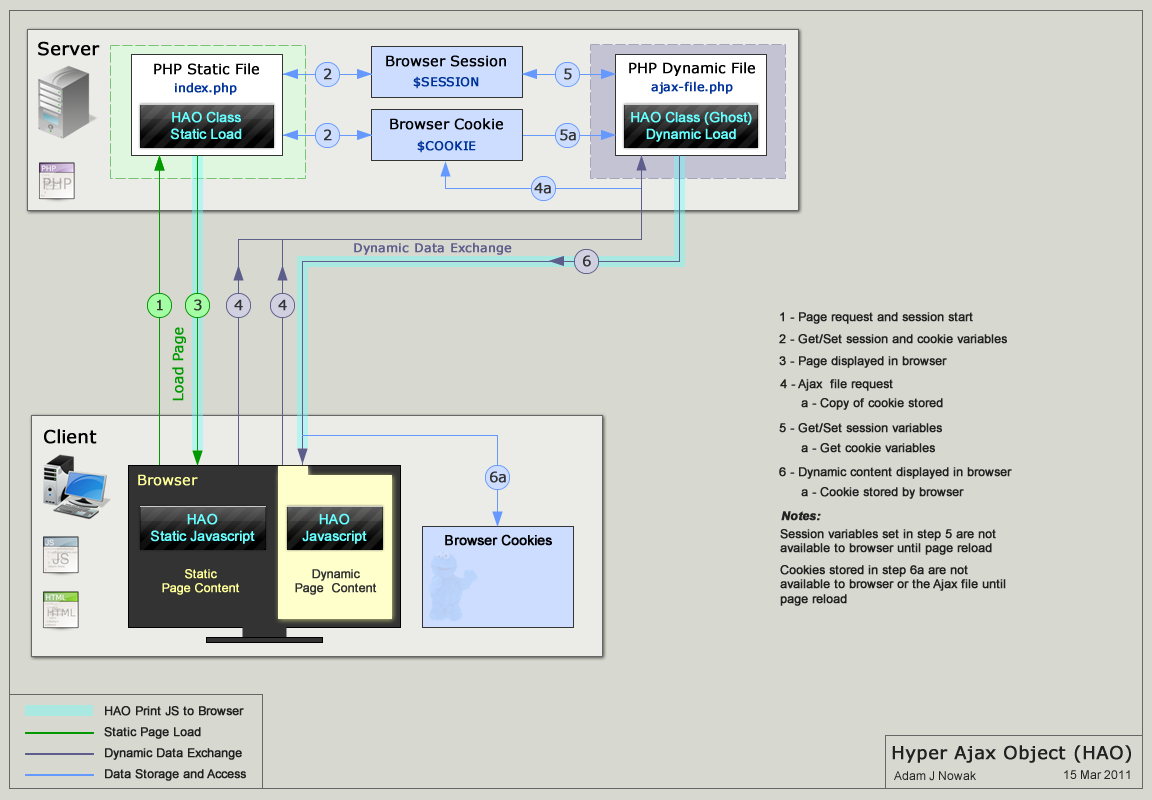 Server
PHP Static File
index.php
HAO Class
Static Load
2
2
Browser Session
$SESSION
Browser Cookie
$COOKIE
5
5a
4a
PHP Dynamic File
ajax-file.php
HAO Class (Ghost)
Dynamic Load
PHP
PHP
Dynamic Data Exchange
6
1
3
4
4
Load Page
1 - Page request and session start
2 - Get/Set session and cookie variables
3 - Page displayed in browser
4 - Ajax file request
a - Copy of cookie stored
5 - Get/Set session variables
a - Get cookie variables
6 - Dynamic content displayed in browser
a - Cookie stored by browser
Notes:
Session variables set in step 5 are not
available to browser until page reload
Cookies stored in step 6a are not
available to browser or the Ajax file until
page reload
Client
Browser
HAO
Static Javascript
Static
Page Content
HAO
Javascript
Dynamic
Page Content
6a
Browser Cookies
JS
JS
HTML
HTML
HAO Print JS to Browser
Static Page Load
Dynamic Data Exchange
Data Storage and Access
Hyper Ajax Object (HAO)
Adam J Nowak
15 Mar 2011